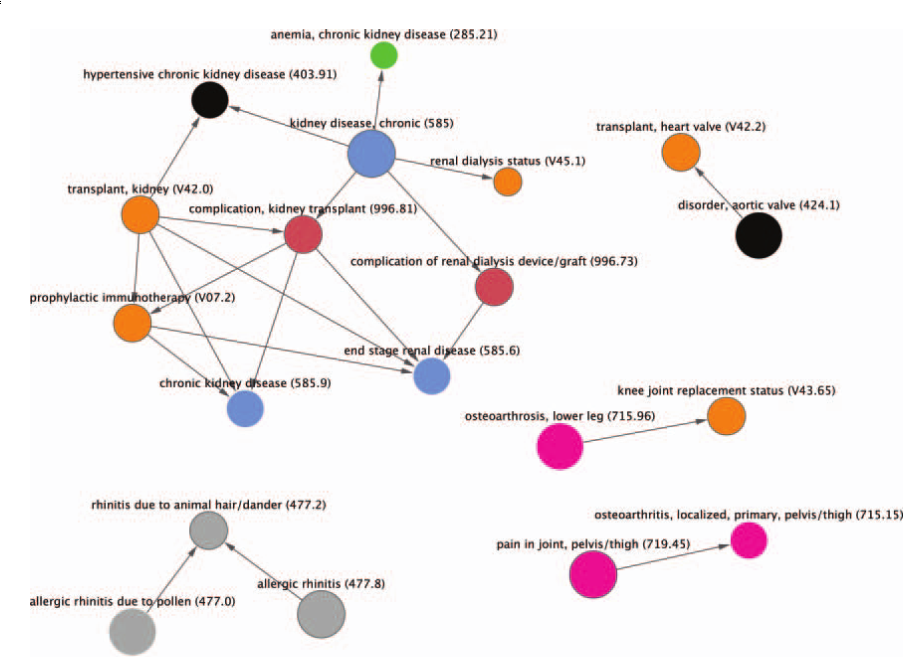 anemia, chronic kidney disease (285.21)
hypertensive chronic kidney disease (403.91)
kidney disease, chronic (585)
transplant, heart valve (V42.2)
renal dialysis status (V45.1)
transplant, kidney (V42.0)
complication, kidney transplant (996.81)
disorder, aortic valve (424.1)
complication of renal dialysis device/graft (996.73)
prophylactic immunotherapy (V07.2)
end stage renal disease (585.6)
chronic kidney disease (585.9)
knee joint replacement status (V43.65)
osteoarthrosis, lower leg (715.96)
rhinitis due to animal hair/dander (477.2)
osteoarthritis, localized, primary, pelvis/thigh (715.15)
pain in joint, pelvis/thigh (719.45)
allergic rhinitis (477.8)
allergic rhinitis due to pollen (477.0)